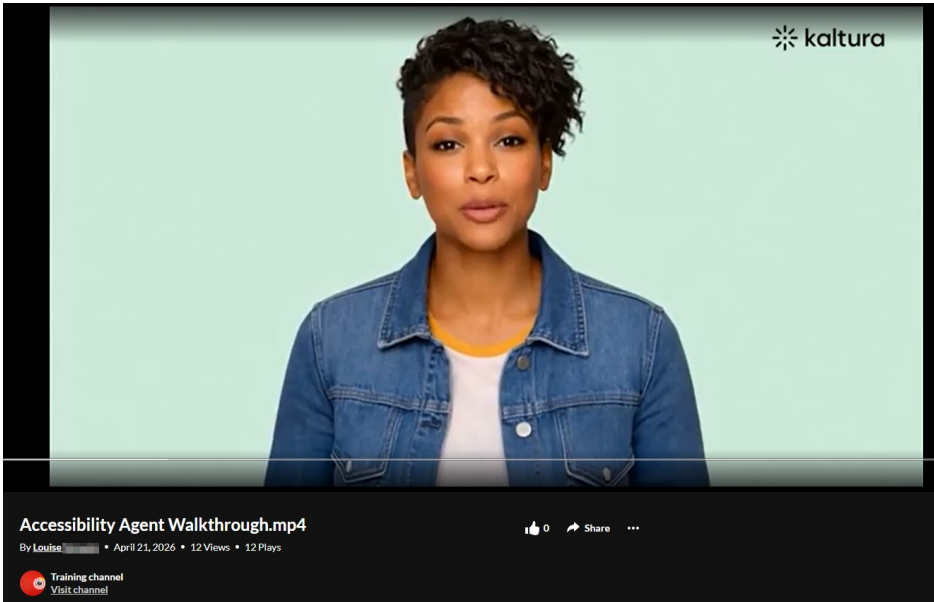 kaltura
Accessibility Agent Walkthrough.mp4
0 Share ···
By Louise • April 21, 2026 • 12 Views • 12 Plays
Training channel
Visit channel